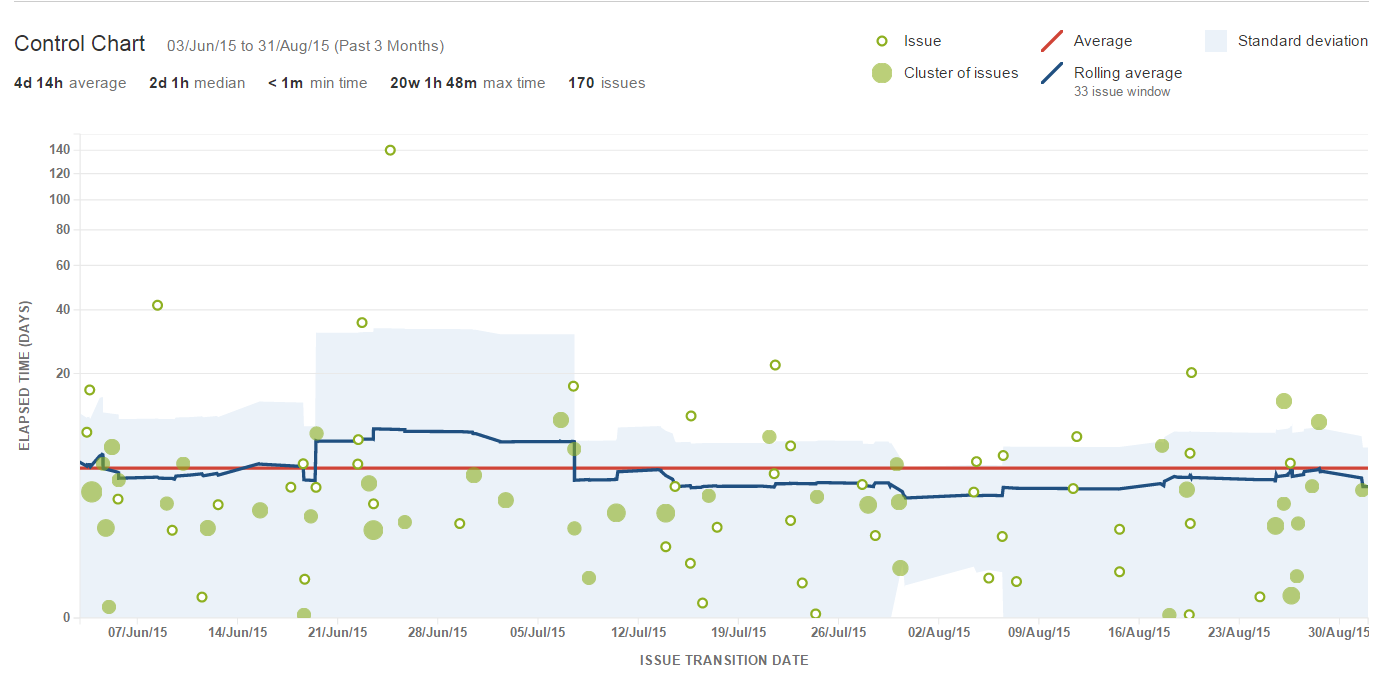 Control Chart 03/Jun/15 to 31/Aug/15 (Past 3 Months)
4d 14h average 2d 1h median < 1m min time 20w 1h 48m max time 170 issues
Issue Average Standard deviation
Cluster of issues Rolling average
33 issue window
140
120
100
80
60
40
20
0
ELAPSED TIME (DAYS)
07/Jun/15 14/Jun/15 21/Jun/15 28/Jun/15 05/Jul/15 12/Jul/15 19/Jul/15 26/Jul/15 02/Aug/15 09/Aug/15 16/Aug/15 23/Aug/15 30/Aug/15
ISSUE TRANSITION DATE